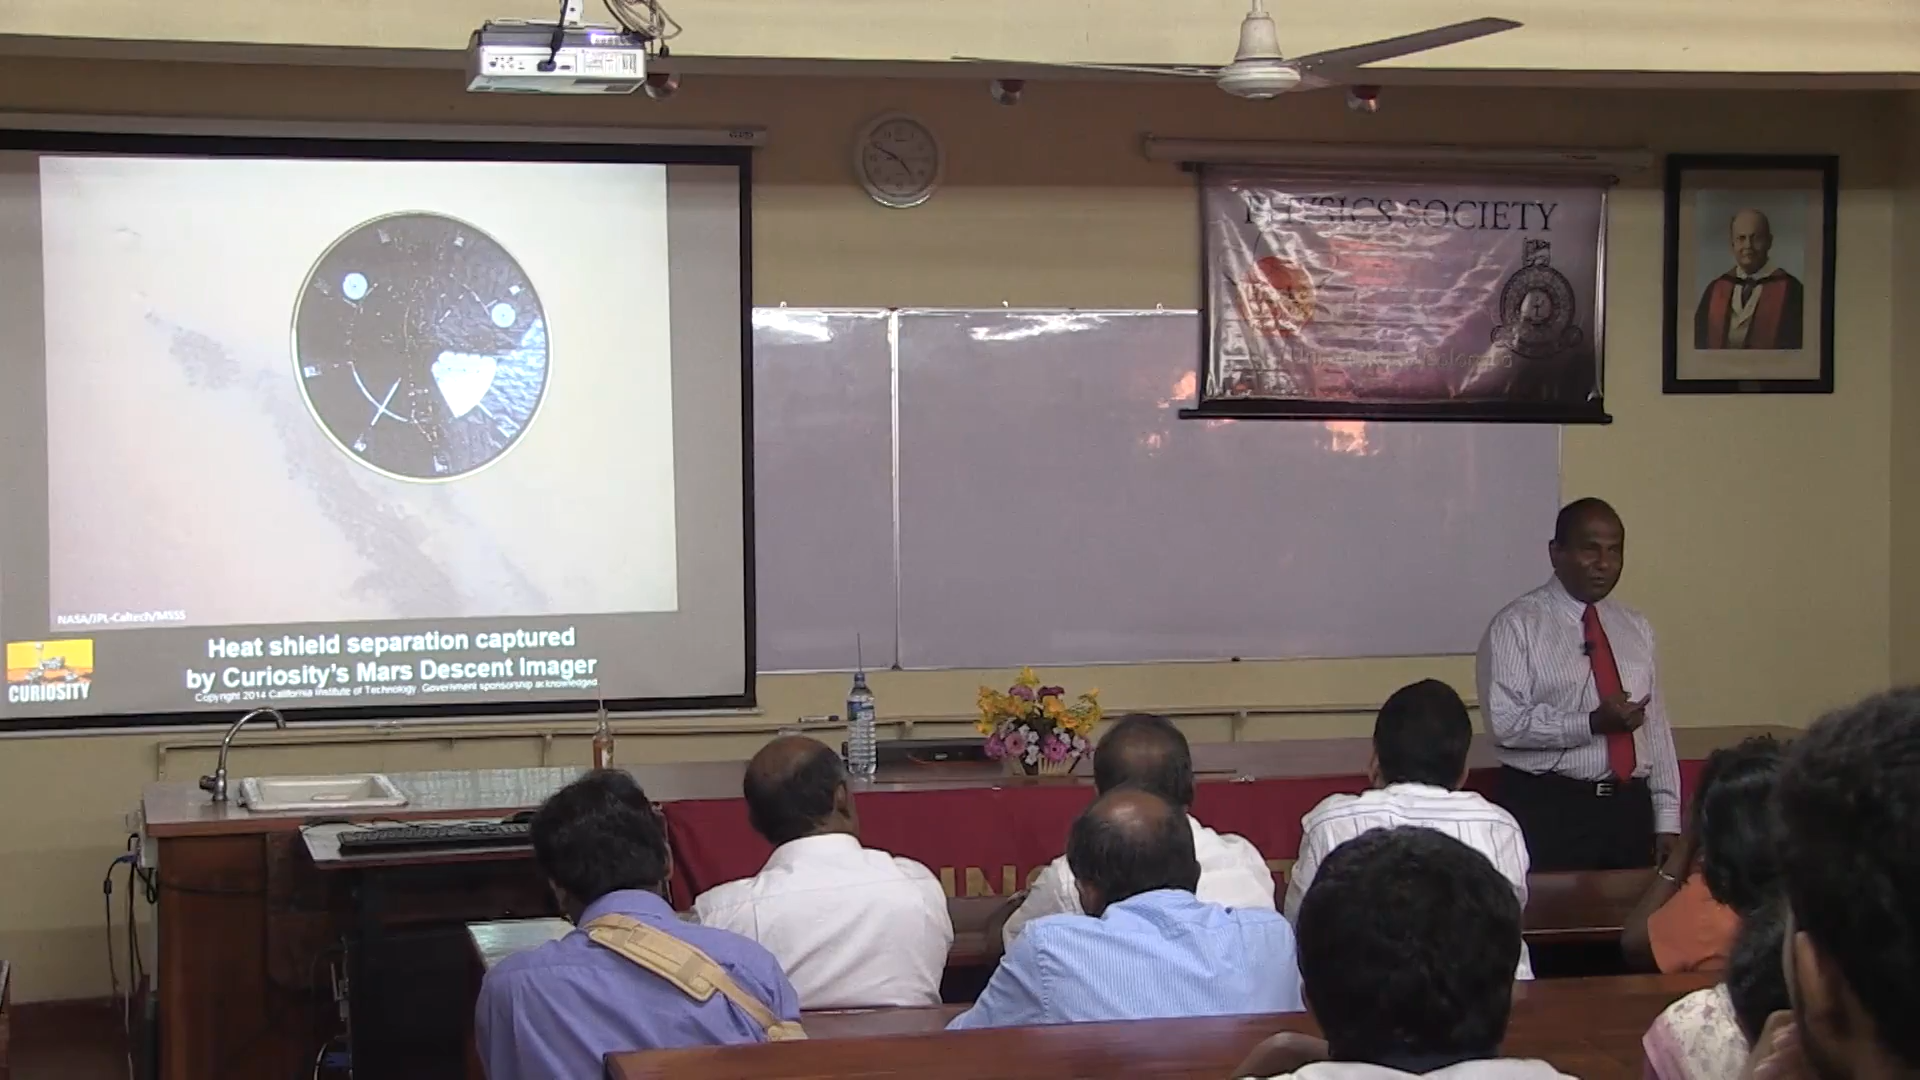 NASA/JPL-Caltech/MSSS
CURIOSITY
Heat shield separation captured
by Curiosity's Mars Descent Imager
Copyright 2014 California Institute of Technology. Government sponsorship acknowledged.
PHYSICS SOCIETY